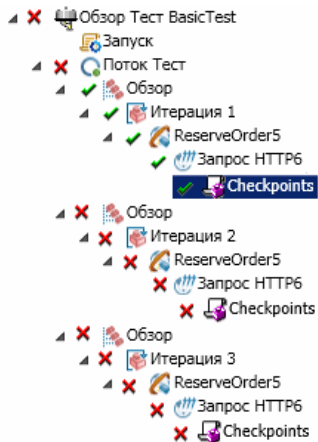 Обзор Тест BasicTest
Запуск
Поток Тест
Обзор
Итерация 1
ReserveOrder5
Запрос HTTP6
Checkpoints
Обзор
Итерация 2
ReserveOrder5
Запрос HTTP6
Checkpoints
Обзор
Итерация 3
ReserveOrder5
Запрос HTTP6
Checkpoints